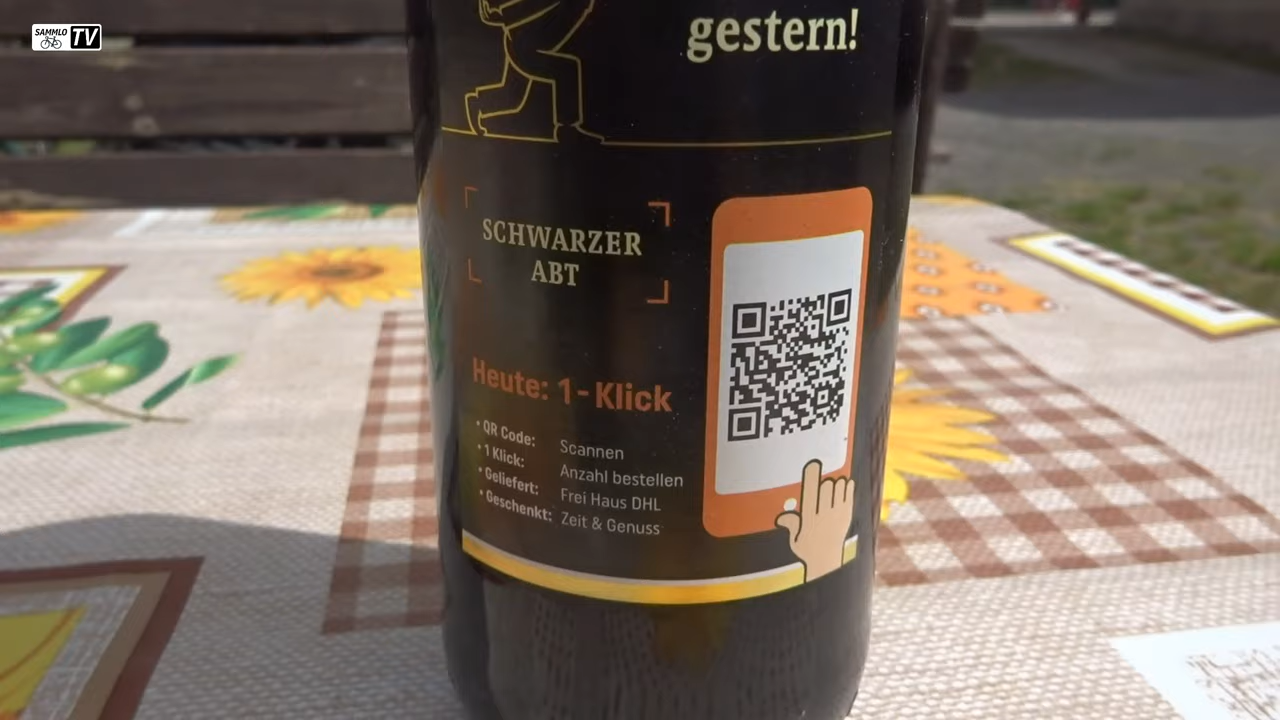 SAMMLO TV
gestern!
SCHWARZER
ABT
Heute: 1-Klick
• QR Code: Scannen
• 1 Klick: Anzahl bestellen
• Geliefert: Frei Haus DHL
• Geschenkt: Zeit & Genuss